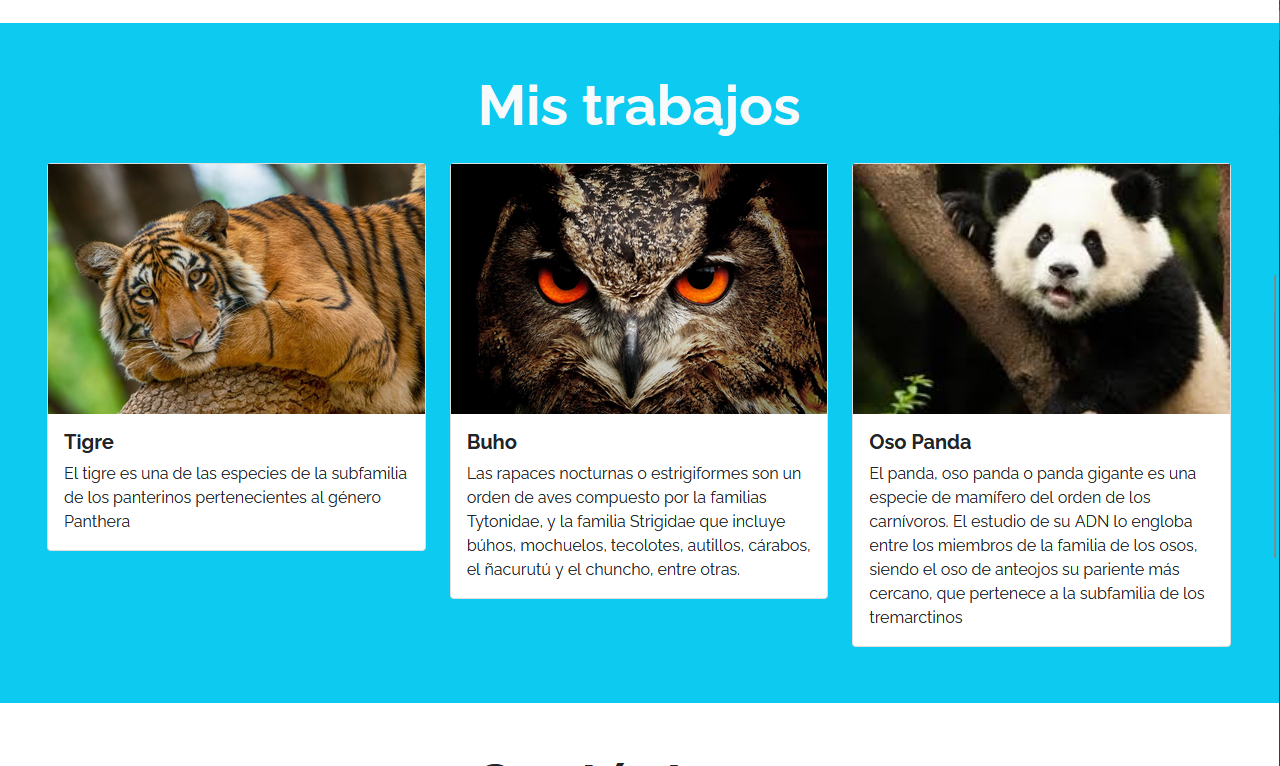 Mis trabajos
Tigre
El tigre es una de las especies de la subfamilia
de los panterinos pertenecientes al género
Panthera
Buho
Las rapaces nocturnas o estrigiformes son un
orden de aves compuesto por la familias
Tytonidae, y la familia Strigidae que incluye
búhos, mochuelos, tecolotes, autillos, cárabos,
el ñacurutú y el chuncho, entre otras.
Oso Panda
El panda, oso panda o panda gigante es una
especie de mamífero del orden de los
carnívoros. El estudio de su ADN lo engloba
entre los miembros de la familia de los osos,
siendo el oso de anteojos su pariente más
cercano, que pertenece a la subfamilia de los
tremarctinos